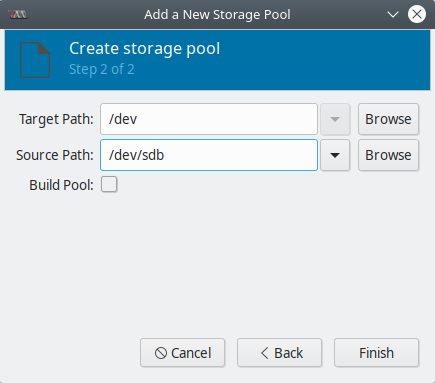 Add a New Storage Pool
Create storage pool
Step 2 of 2
Target Path: /dev Browse
Source Path: /dev/sdb Browse
Build Pool:
Cancel Back Finish